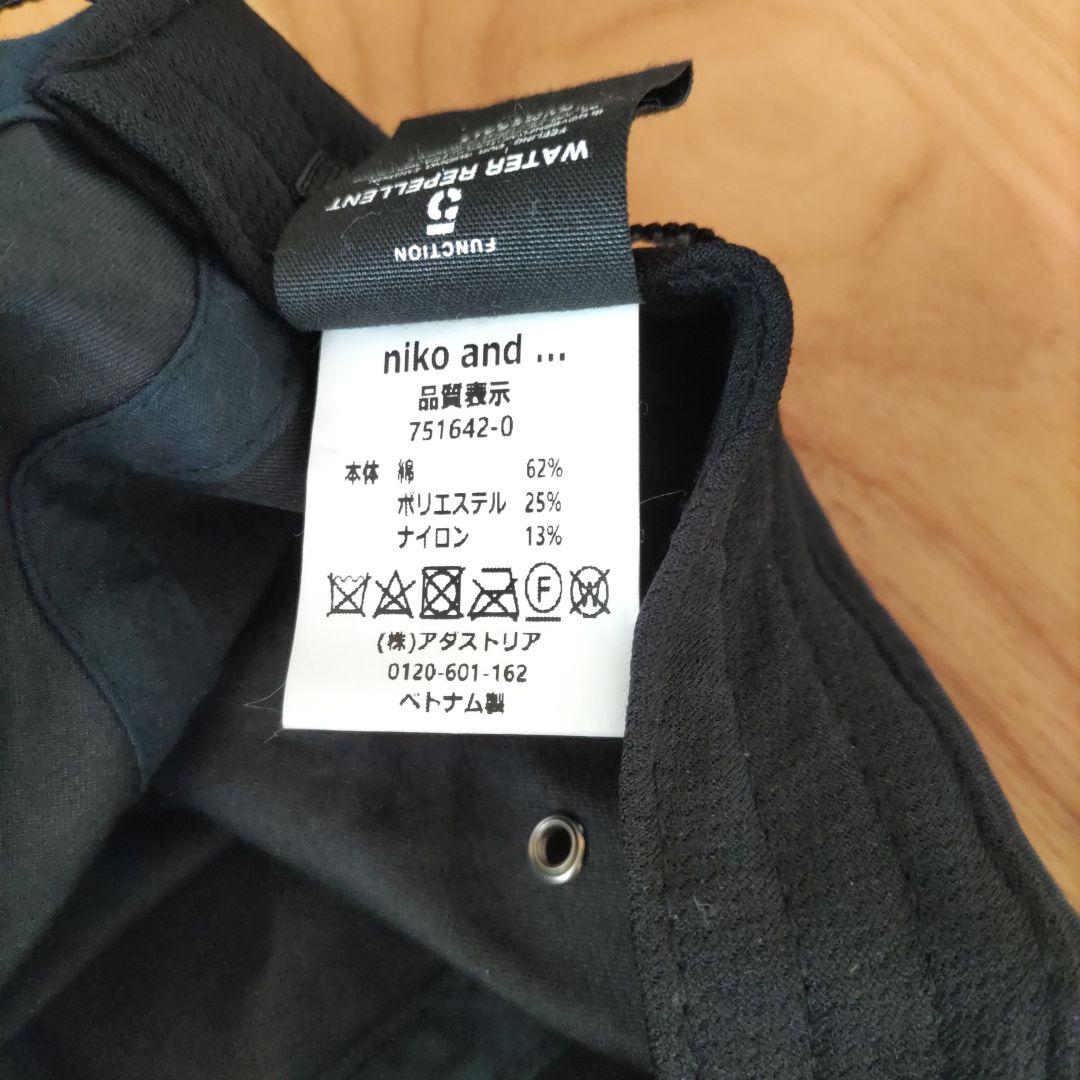 FUNCTION
5
WATER REPELLENT
niko and ...
品質表示
751642-0
本体 綿 62%
ポリエステル 25%
ナイロン 13%
F W
(株)アダストリア
0120-601-162
ベトナム製